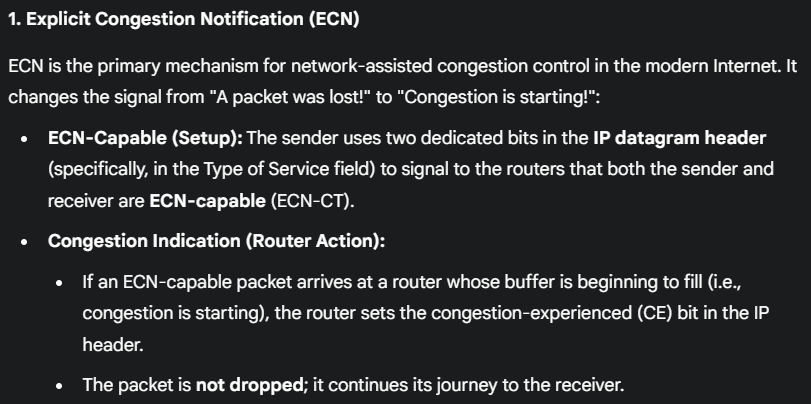 1. Explicit Congestion Notification (ECN)
ECN is the primary mechanism for network-assisted congestion control in the modern Internet. It
changes the signal from "A packet was lost!" to "Congestion is starting!":
• ECN-Capable (Setup): The sender uses two dedicated bits in the IP datagram header
(specifically, in the Type of Service field) to signal to the routers that both the sender and
receiver are ECN-capable (ECN-CT).
• Congestion Indication (Router Action):
• If an ECN-capable packet arrives at a router whose buffer is beginning to fill (i.e.,
congestion is starting), the router sets the congestion-experienced (CE) bit in the IP
header.
• The packet is not dropped; it continues its journey to the receiver.